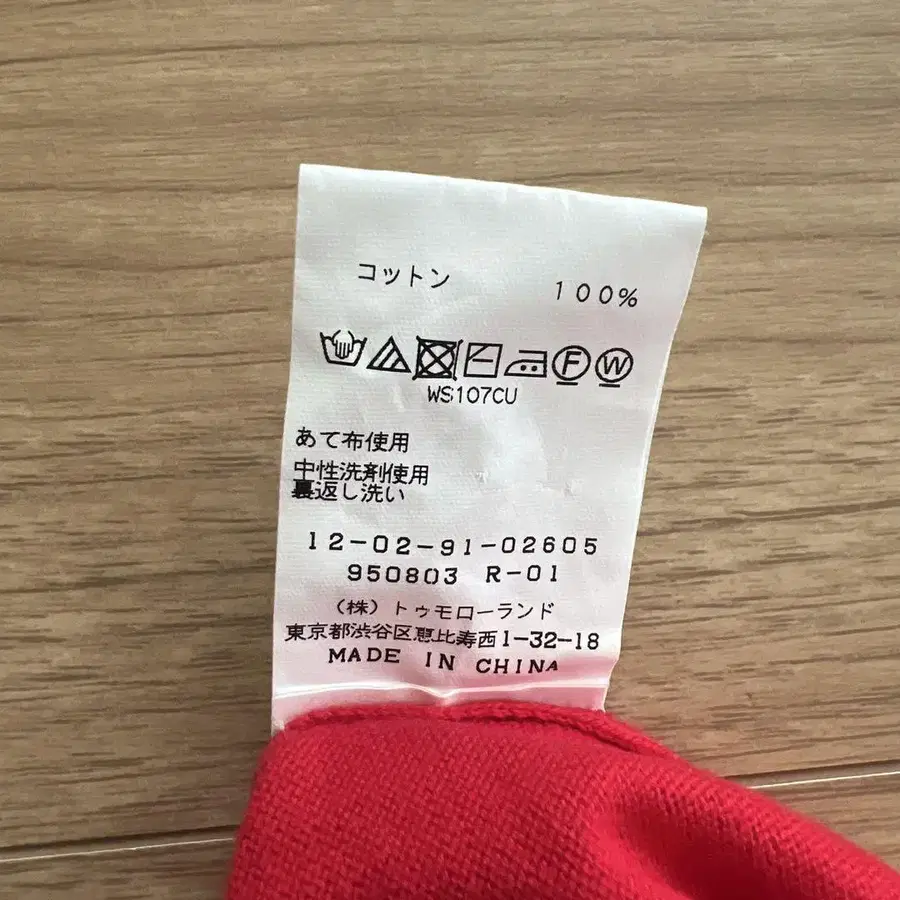 コットン 100%
F W
WS107CU
あて布使用
中性洗剤使用
裏返し洗い
12-02-91-02605
950803 R-01
(株)トゥモローランド
東京都渋谷区恵比寿西1-32-18
MADE IN CHINA